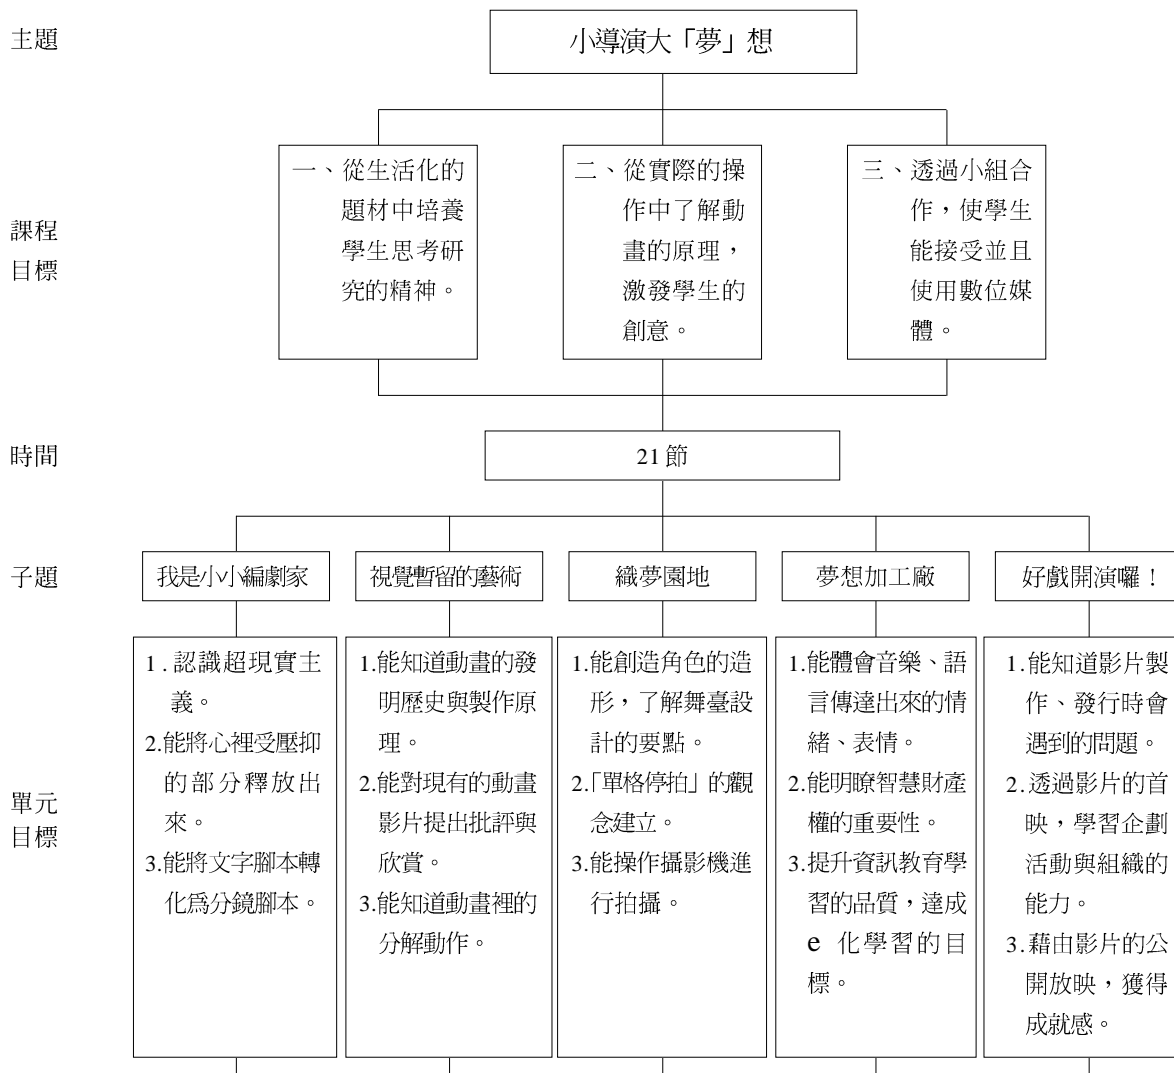 主題
小導演大「夢」想
課程
目標
一、從生活化的
題材中培養
學生思考研
究的精神。
二、從實際的操
作中了解動
畫的原理，
激發學生的
創意。
三、透過小組合
作，使學生
能接受並且
使用數位媒
體。
時間
21節
子題
我是小小編劇家
視覺暫留的藝術
織夢園地
夢想加工廠
好戲開演囉！
單元
目標
1.認識超現實主
義。
2.能將心裡受壓抑
的部分釋放出
來。
3.能將文字腳本轉
化爲分鏡腳本。
1.能知道動畫的發
明歷史與製作原
理。
2.能對現有的動畫
影片提出批評與
欣賞。
3.能知道動畫裡的
分解動作。
1.能創造角色的造
形，了解舞臺設
計的要點。
2.「單格停拍」的觀
念建立。
3.能操作攝影機進
行拍攝。
1.能體會音樂、語
言傳達出來的情
緒、表情。
2.能明瞭智慧財產
權的重要性。
3.提升資訊教育學
習的品質，達成
e 化學習的目
標。
1.能知道影片製
作、發行時會
遇到的問題。
2.透過影片的首
映，學習企劃
活動與組織的
能力。
3.藉由影片的公
開放映，獲得
成就感。